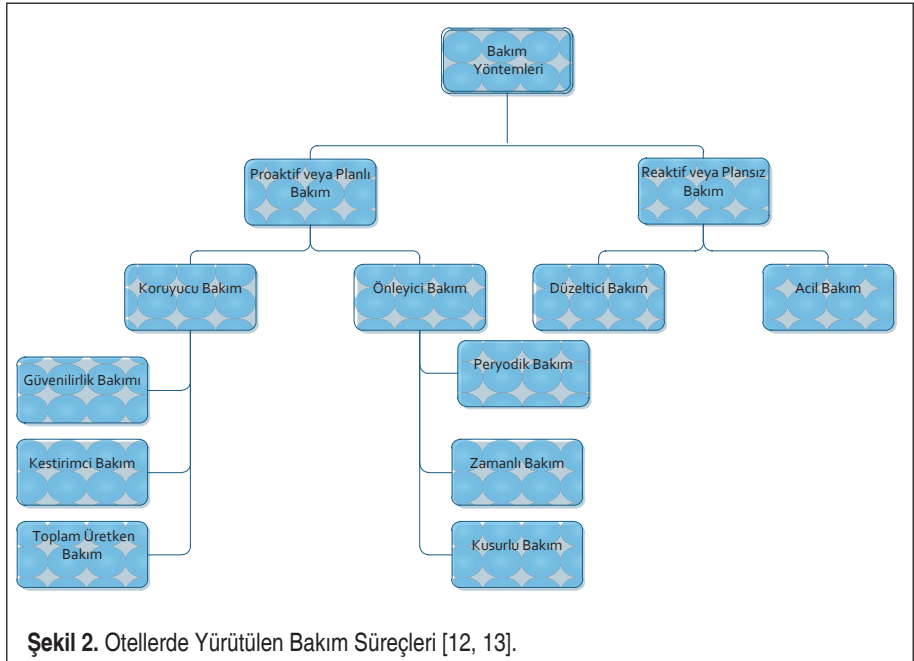 Bakım
Yöntemleri
Proaktif veya Planlı
Bakım
Reaktif veya Plansız
Bakım
Koruyucu Bakım
Önleyici Bakım
Düzeltici Bakım
Acil Bakım
Güvenilirlik Bakımı
Peryodik Bakım
Kestirimci Bakım
Zamanlı Bakım
Toplam Üretken
Bakım
Kusurlu Bakım
Şekil 2. Otellerde Yürütülen Bakım Süreçleri [12, 13].